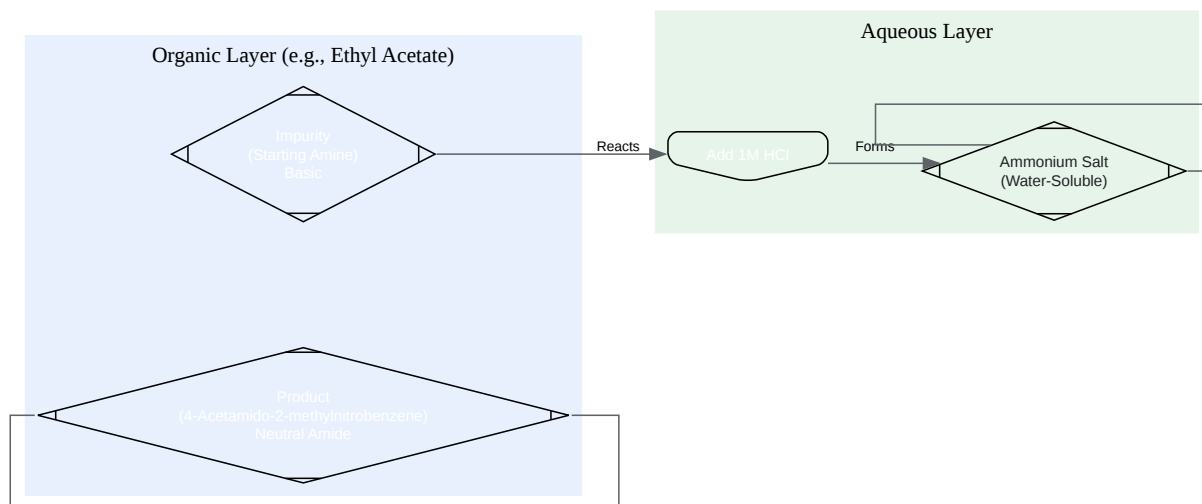 Organic Layer (e.g., Ethyl Acetate)
Aqueous Layer
Impurity
(Starting Amine)
Basic
Reacts
Add 1M HCl
Forms
Ammonium Salt
(Water-Soluble)
Product
(4-Acetamido-2-methylnitrobenzene)
Neutral Amide